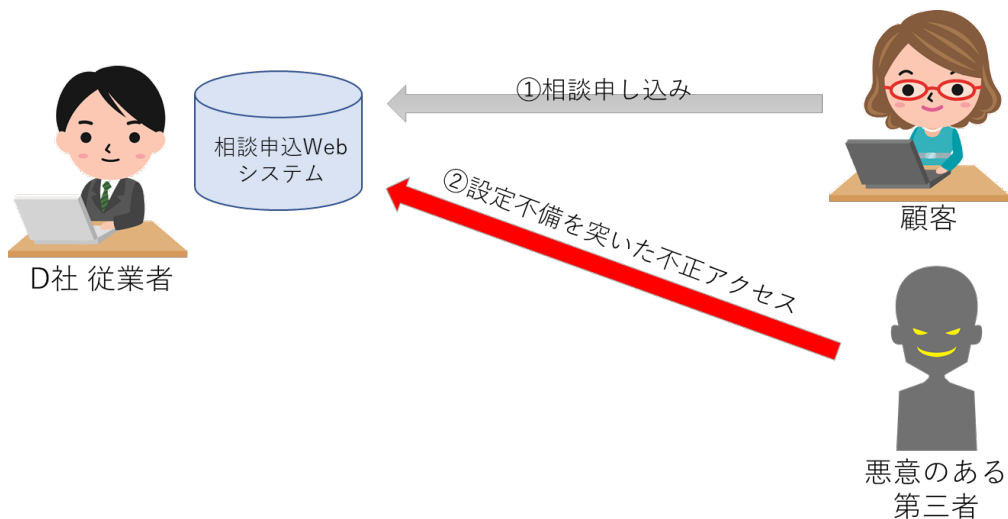 ①相談申し込み
相談申込Web
システム
②設定不備を突いた不正アクセス
顧客
D社 従業者
悪意のある
第三者